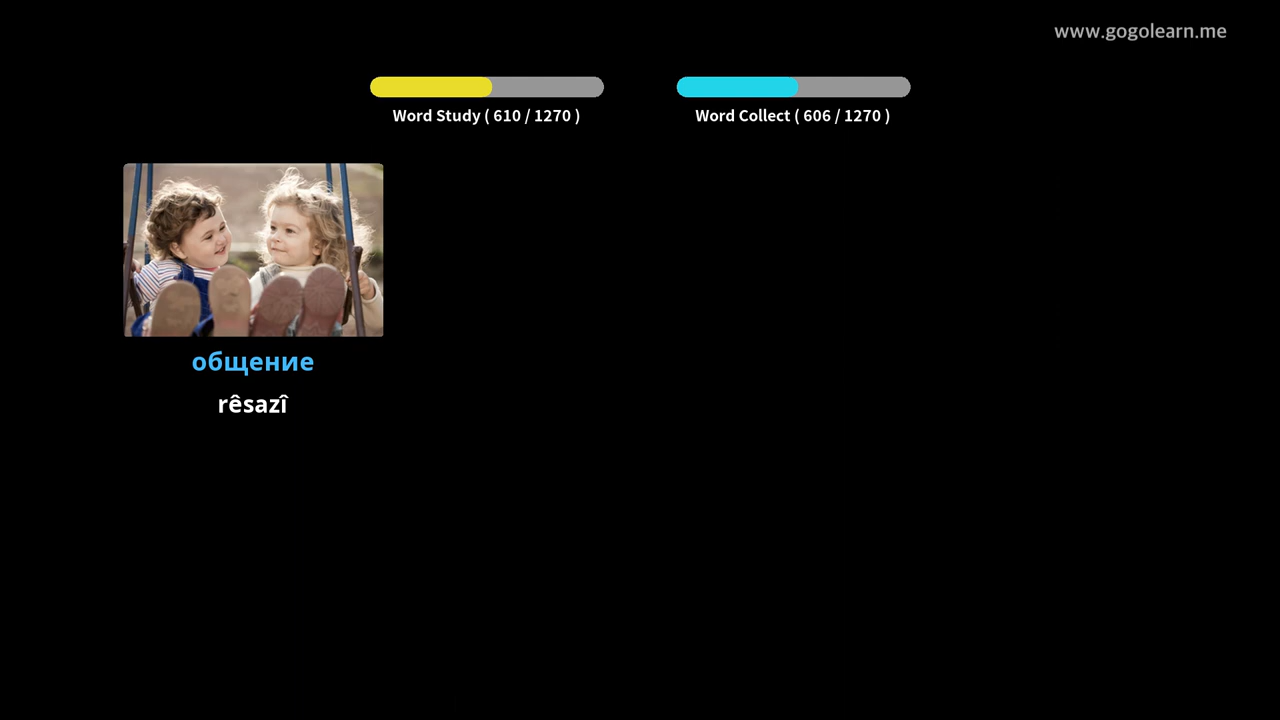 www.gogolearn.me
Word Study ( 610 / 1270 )
Word Collect ( 606 / 1270 )
общение
rêsazî